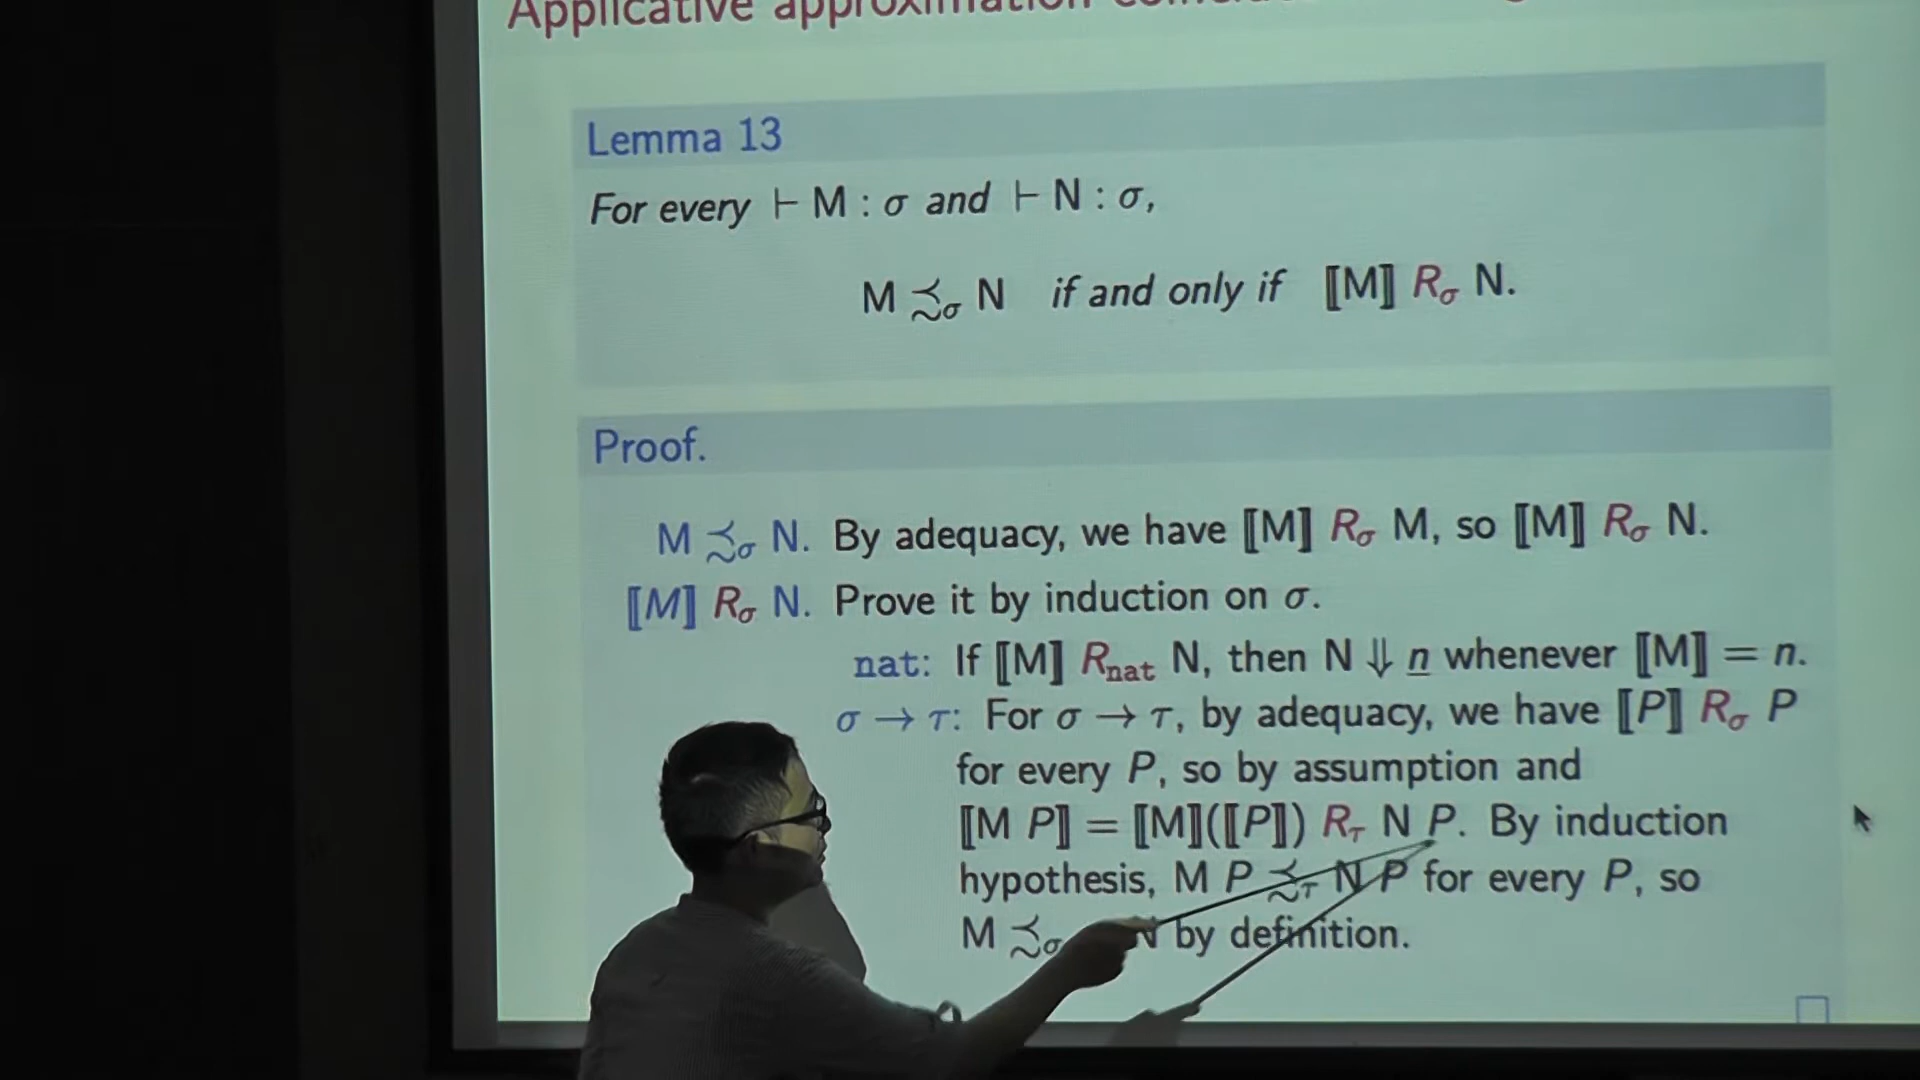 Applicative approximation
Lemma 13
For every ⊢ M : σ and ⊢ N : σ,
M ≾σ N if and only if ⟦M⟧ Rσ N.
Proof.
M ≾σ N. By adequacy, we have ⟦M⟧ Rσ M, so ⟦M⟧ Rσ N.
⟦M⟧ Rσ N. Prove it by induction on σ.
nat: If ⟦M⟧ Rnat N, then N ⇓ n whenever ⟦M⟧ = n.
σ → τ: For σ → τ, by adequacy, we have ⟦P⟧ Rσ P
for every P, so by assumption and
⟦M P⟧ = ⟦M⟧(⟦P⟧) Rτ N P. By induction
hypothesis, M P ≾τ N P for every P, so
M ≾σ N by definition.